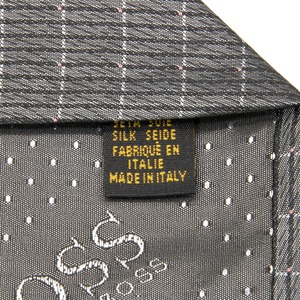 SETA SOIE
SILK SEIDE
FABRIQUÉ EN
ITALIE
MADE IN ITALY
OSS
BOSS